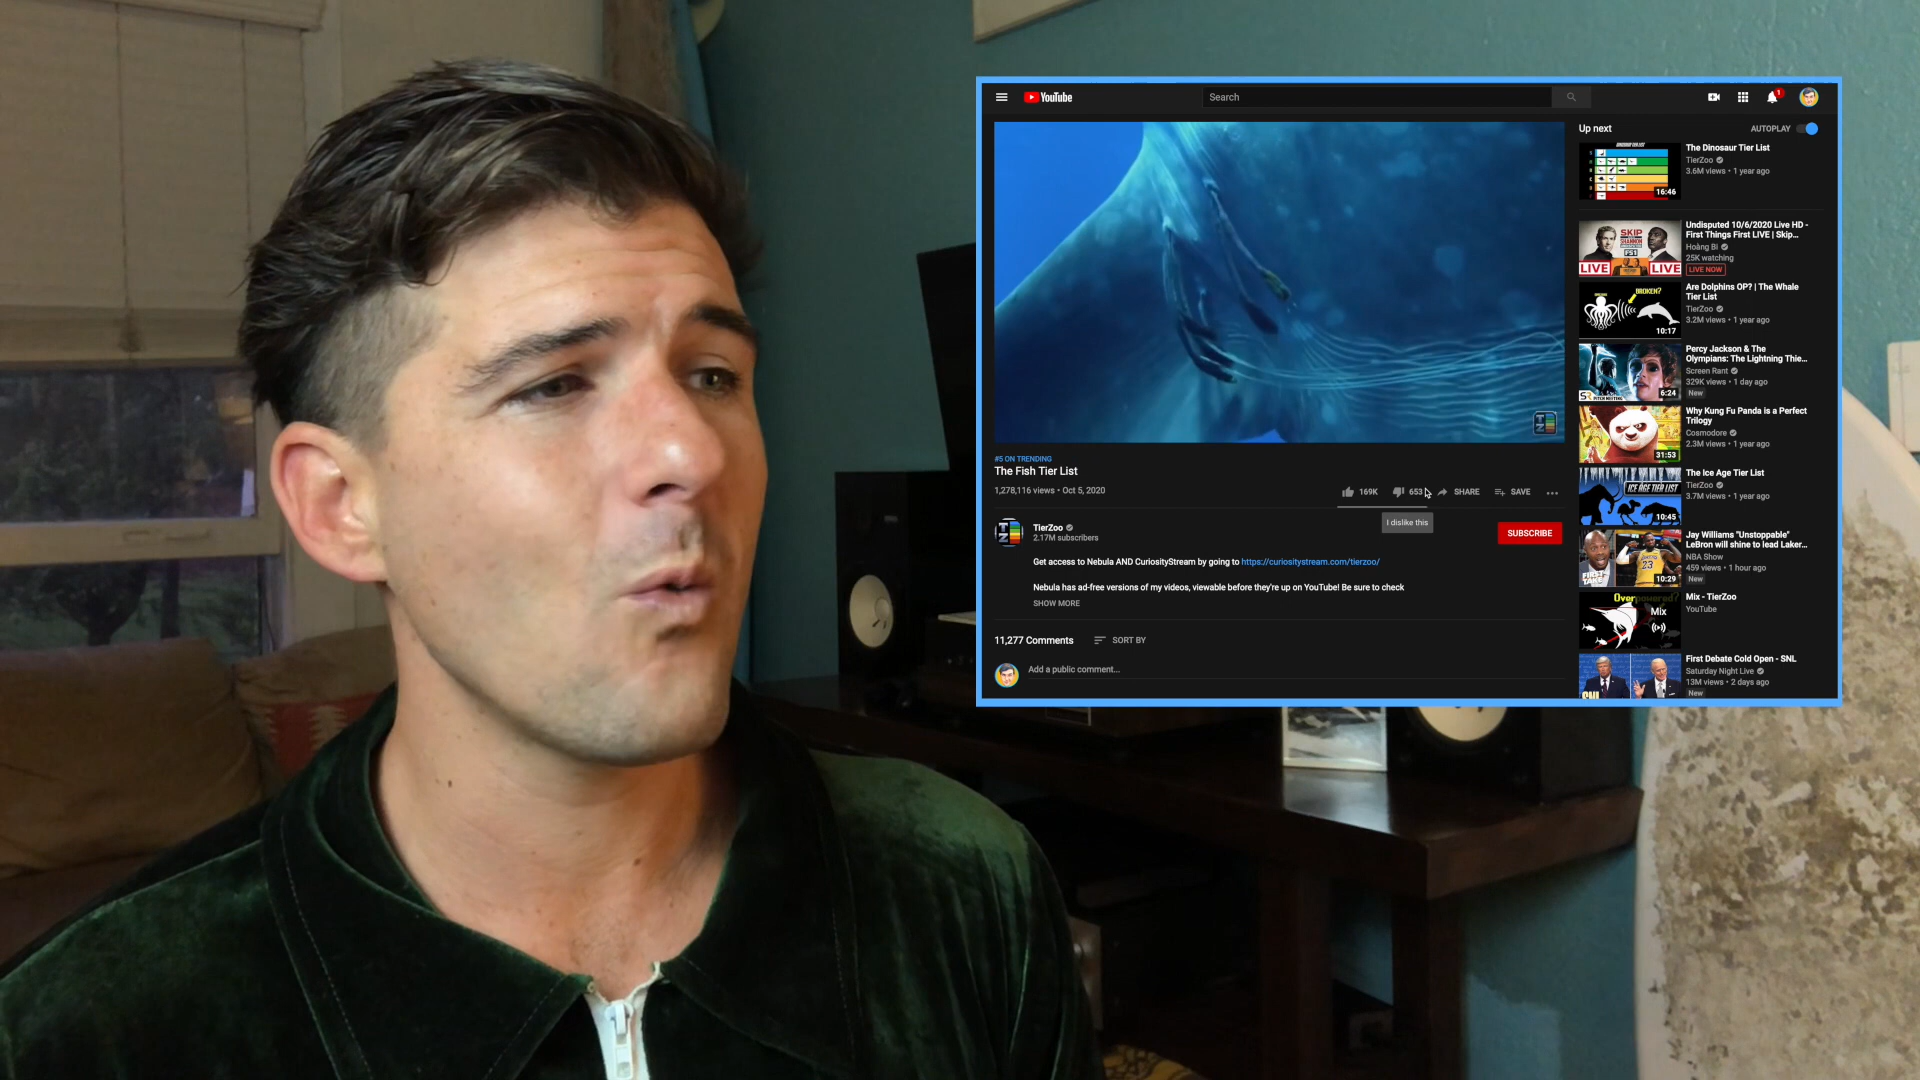 YouTube
Search
1
#5 ON TRENDING
The Fish Tier List
1,278,116 views • Oct 5, 2020
169K
653
SHARE
SAVE
I dislike this
TZ
TierZoo
2.17M subscribers
SUBSCRIBE
Get access to Nebula AND CuriosityStream by going to https://curiositystream.com/tierzoo/
Nebula has ad-free versions of my videos, viewable before they're up on YouTube! Be sure to check
SHOW MORE
11,277 Comments
SORT BY
Add a public comment...
Up next
AUTOPLAY
16:46
The Dinosaur Tier List
TierZoo
3.6M views • 1 year ago
SKIP
SHANNON
FS1
LIVE
LIVE
Undisputed 10/6/2020 Live HD -
First Things First LIVE | Skip...
Hoàng Bi
25K watching
LIVE NOW
BROKEN?
10:17
Are Dolphins OP? | The Whale
Tier List
TierZoo
3.2M views • 1 year ago
6:24
Percy Jackson & The
Olympians: The Lightning Thie...
Screen Rant
329K views • 1 day ago
New
31:53
Why Kung Fu Panda is a Perfect
Trilogy
Cosmodore
2.3M views • 1 year ago
ICE AGE TIER LIST
10:45
The Ice Age Tier List
TierZoo
3.7M views • 1 year ago
FIRST TAKE
23
10:29
Jay Williams "Unstoppable"
LeBron will shine to lead Laker...
NBA Show
459 views • 1 hour ago
New
Overpowered?
Mix
Mix - TierZoo
YouTube
SNL
First Debate Cold Open - SNL
Saturday Night Live
13M views • 2 days ago
New